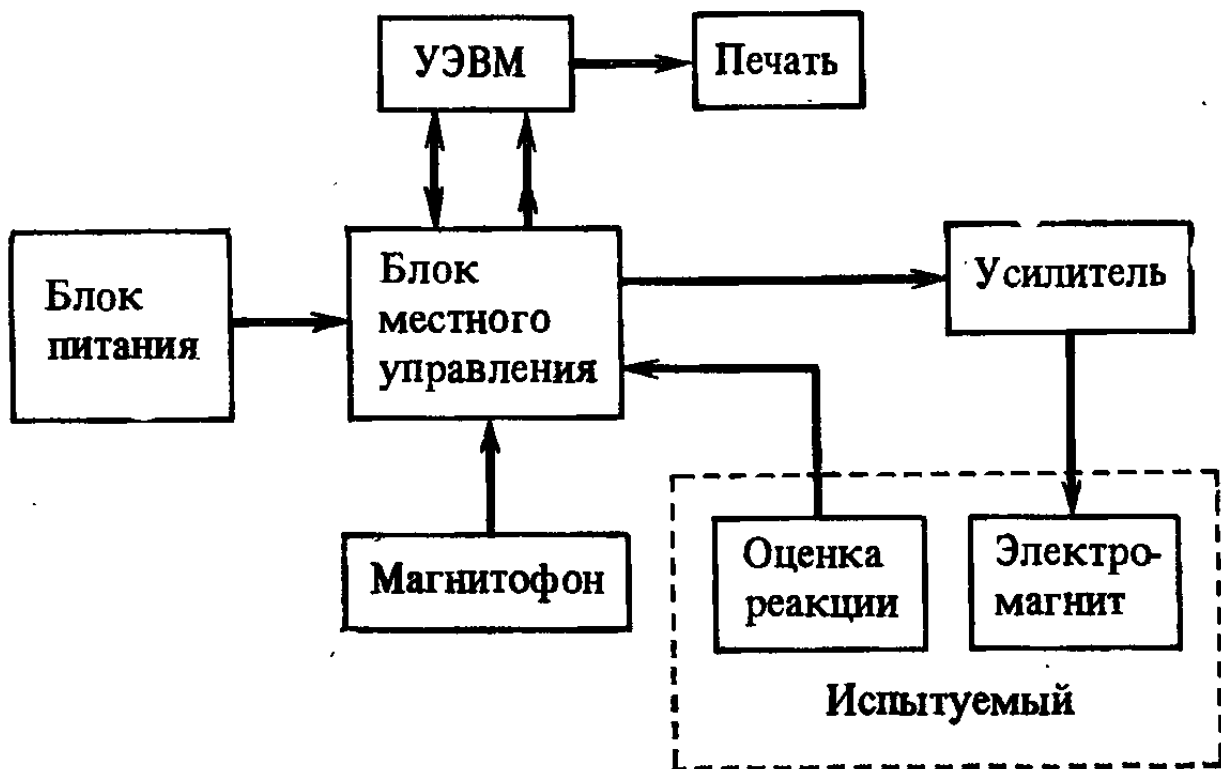 УЭВМ
Печать
Блок
питания
Блок
местного
управления
Усилитель
Магнитофон
Оценка
реакции
Электро-
магнит
Испытуемый